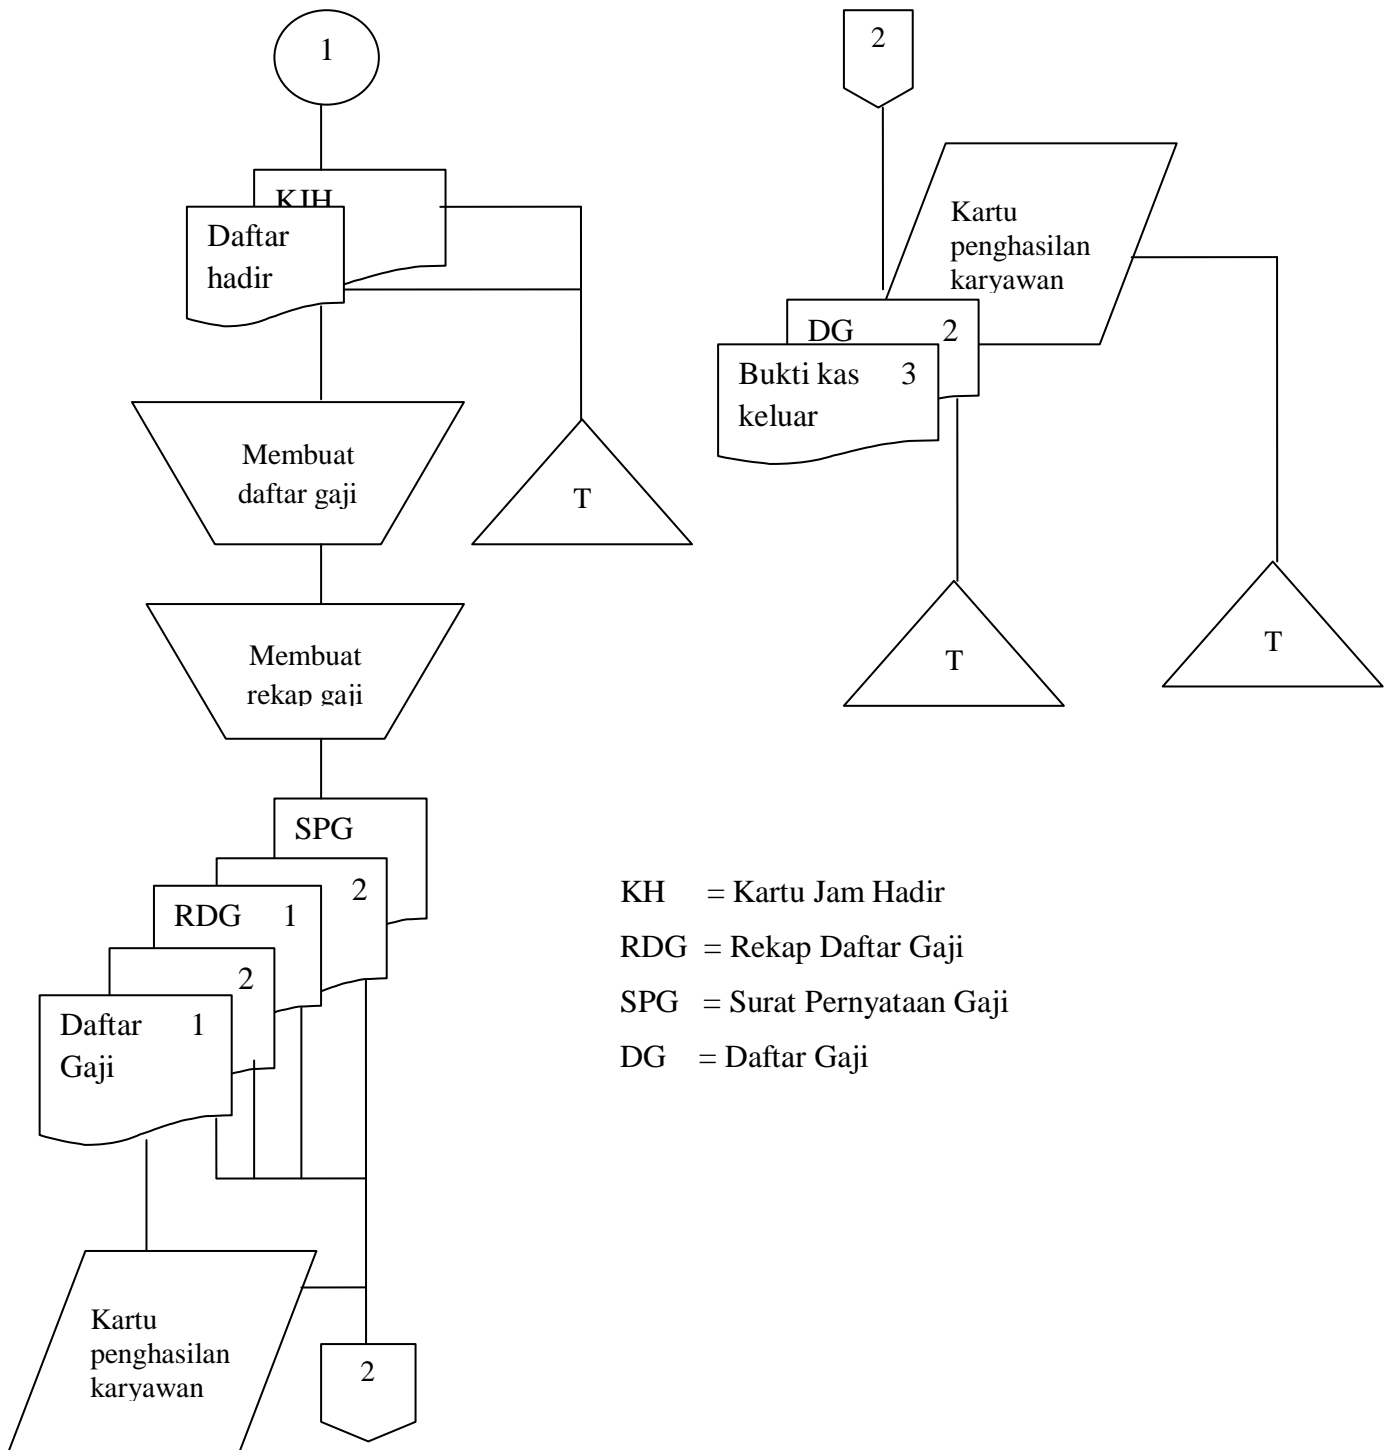 1
KJH
Daftar
hadir
Membuat
daftar gaji
T
Membuat
rekap gaji
SPG
2
RDG 1
2
Daftar 1
Gaji
Kartu
penghasilan
karyawan
2
2
Kartu
penghasilan
karyawan
DG 2
Bukti kas 3
keluar
T
T
KH = Kartu Jam Hadir
RDG = Rekap Daftar Gaji
SPG = Surat Pernyataan Gaji
DG = Daftar Gaji